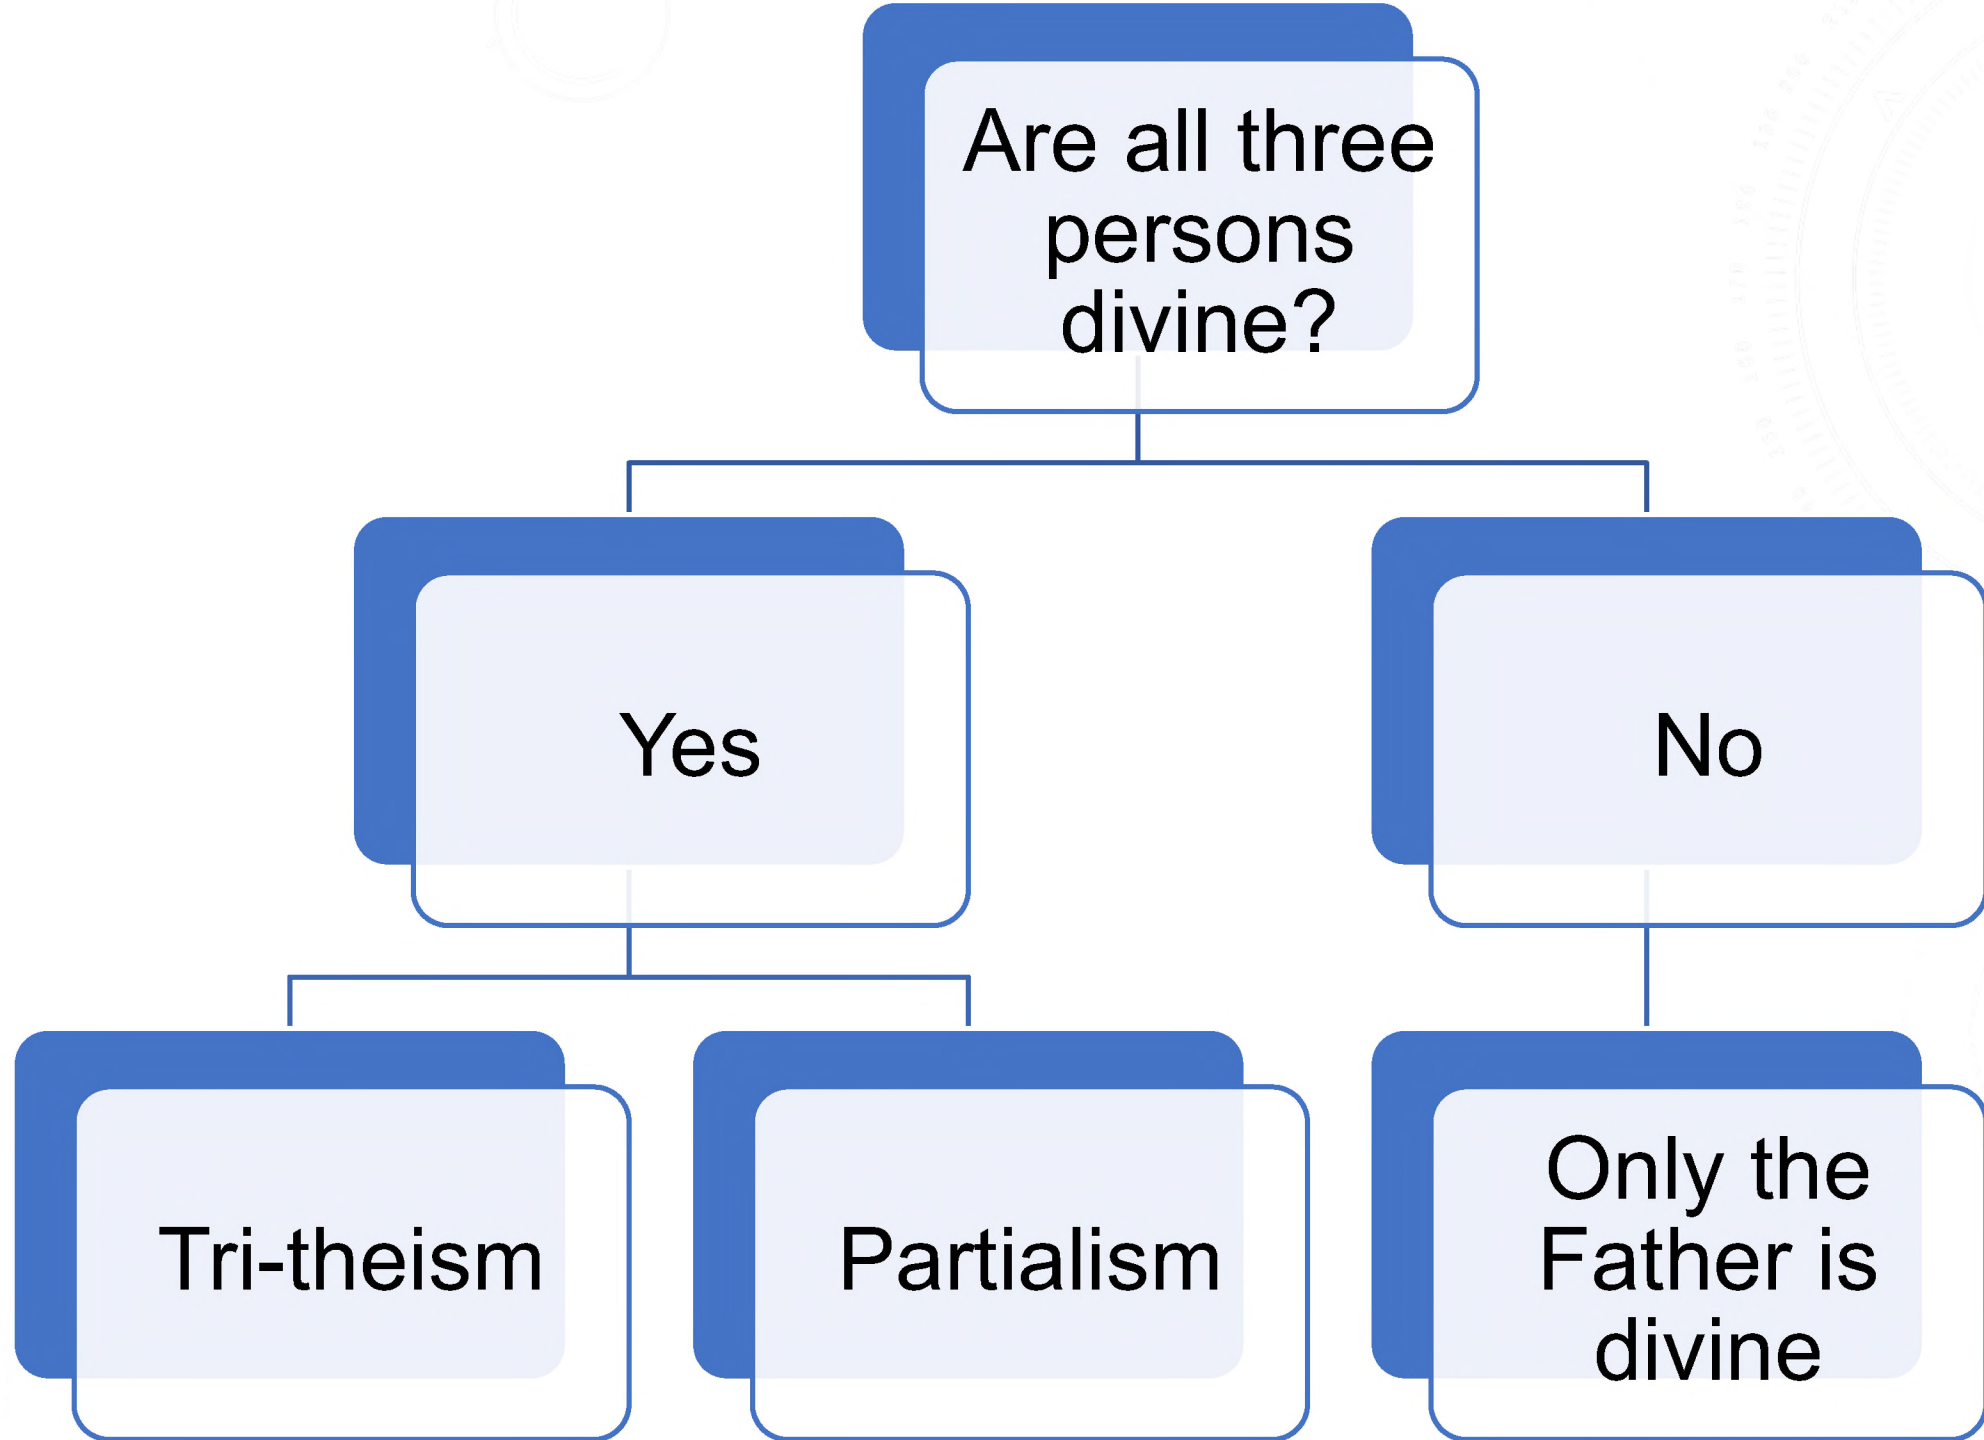 Are all three
persons
divine?
Yes
No
Tri-theism
Partialism
Only the
Father is
divine